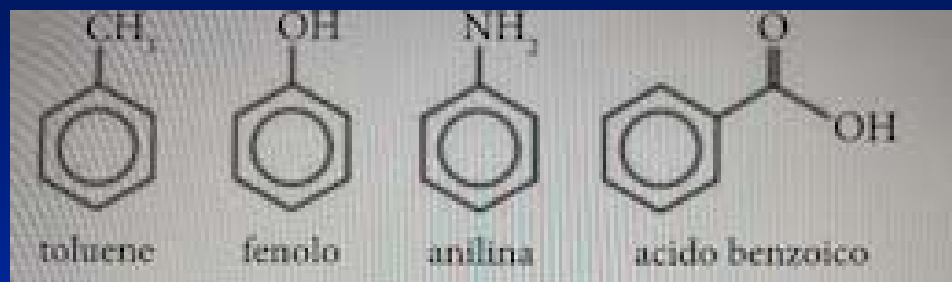 CH₃ OH NH₂ O
OH
toluene fenolo anilina acido benzoico